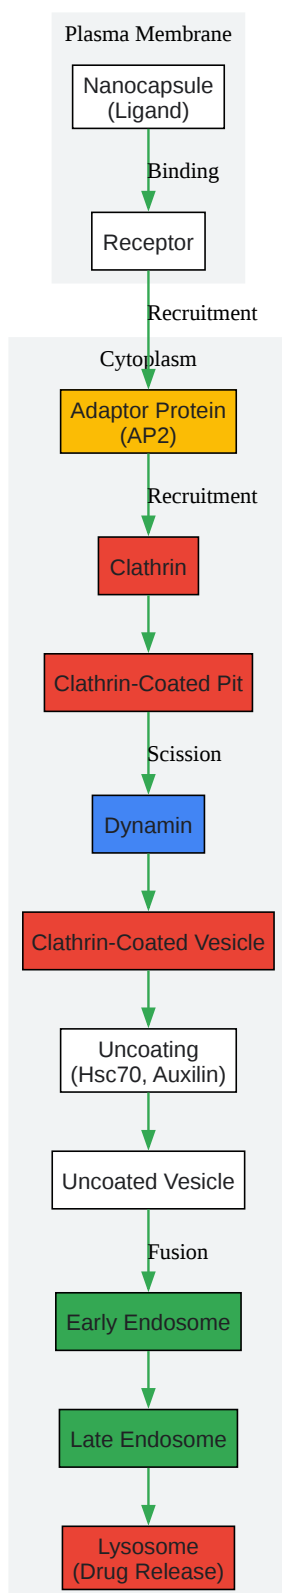 Plasma Membrane
Nanocapsule
(Ligand)
Binding
Receptor
Recruitment
Cytoplasm
Adaptor Protein
(AP2)
Recruitment
Clathrin
Clathrin-Coated Pit
Scission
Dynamin
Clathrin-Coated Vesicle
Uncoating
(Hsc70, Auxilin)
Uncoated Vesicle
Fusion
Early Endosome
Late Endosome
Lysosome
(Drug Release)